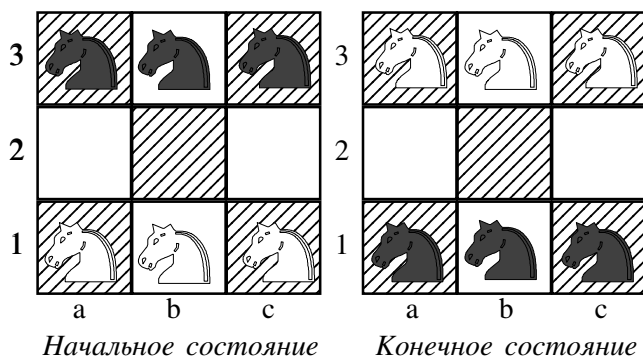 3 3
2 2
1 1
a b c a b c
Начальное состояние Конечное состояние